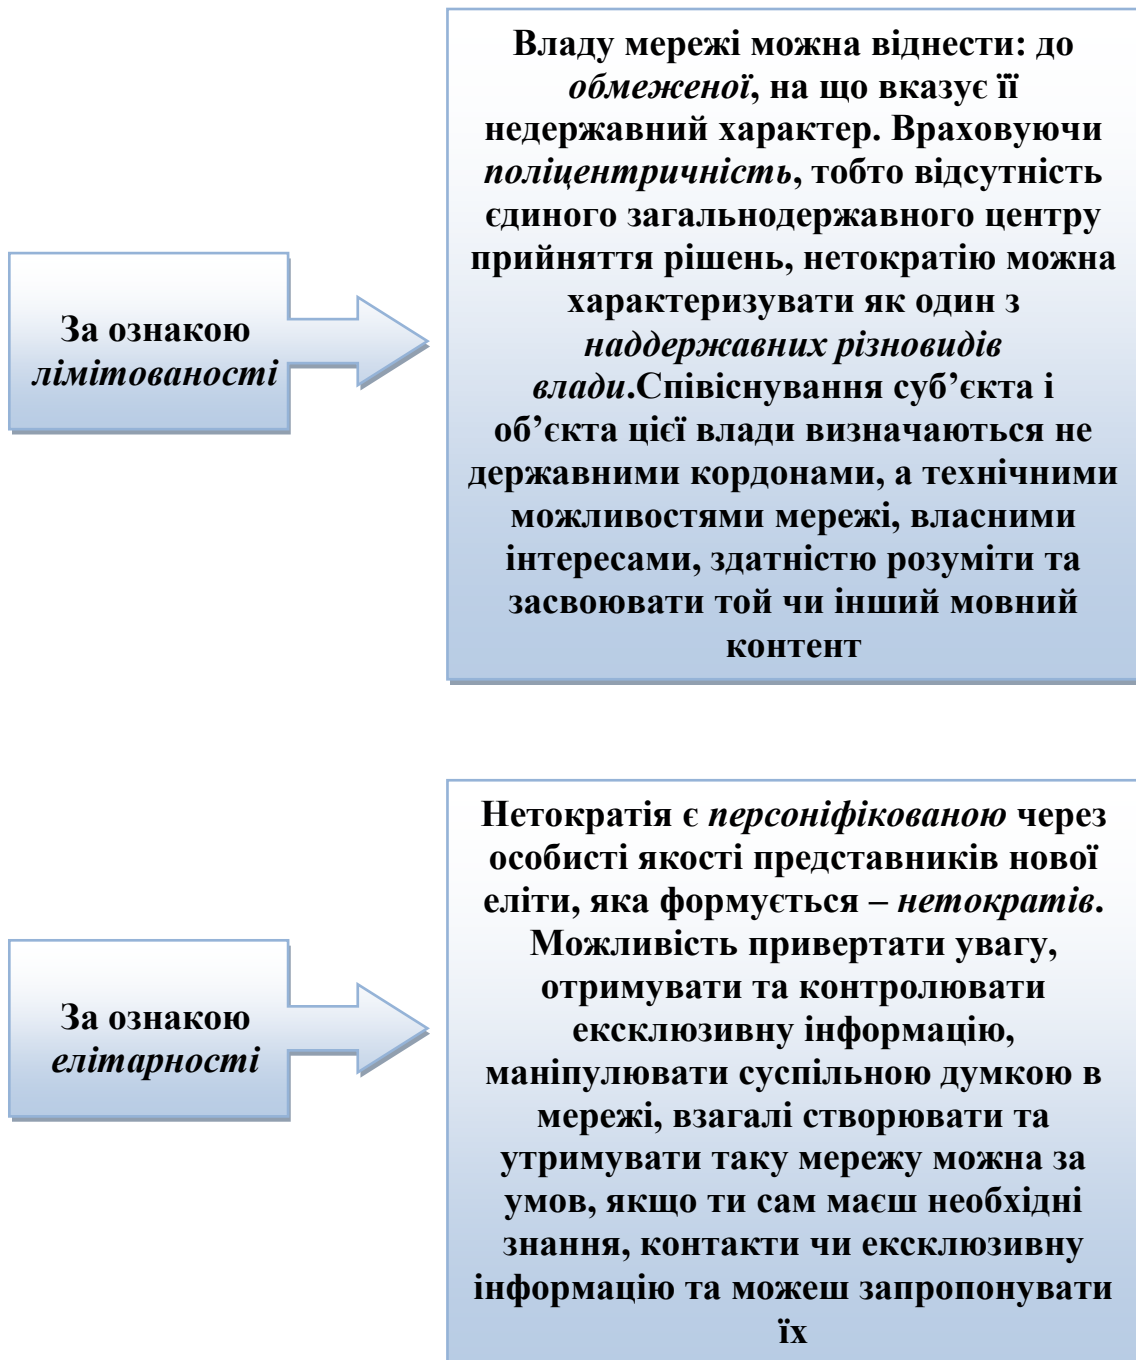 За ознакою
лімітованості
Владу мережі можна віднести: до
обмеженої, на що вказує її
недержавний характер. Враховуючи
поліцентричність, тобто відсутність
єдиного загальнодержавного центру
прийняття рішень, нетократію можна
характеризувати як один з
наддержавних різновидів
влади.Співіснування суб’єкта і
об’єкта цієї влади визначаються не
державними кордонами, а технічними
можливостями мережі, власними
інтересами, здатністю розуміти та
засвоювати той чи інший мовний
контент
За ознакою
елітарності
Нетократія є персоніфікованою через
особисті якості представників нової
еліти, яка формується – нетократів.
Можливість привертати увагу,
отримувати та контролювати
ексклюзивну інформацію,
маніпулювати суспільною думкою в
мережі, взагалі створювати та
утримувати таку мережу можна за
умов, якщо ти сам маєш необхідні
знання, контакти чи ексклюзивну
інформацію та можеш запропонувати
їх